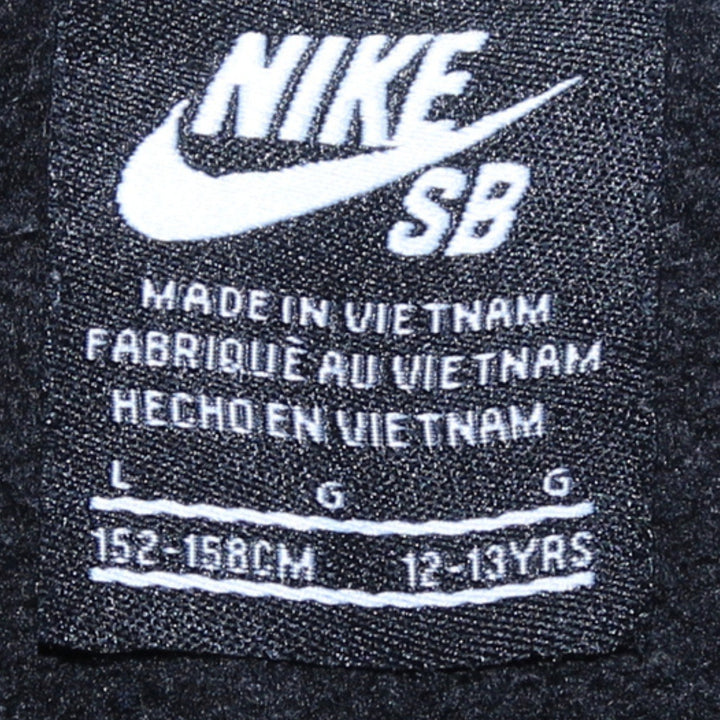 NIKE
SB
MADE IN VIETNAM
FABRIQUÈ AU VIETNAM
HECHO EN VIETNAM
L G G
152-158CM 12-13YRS